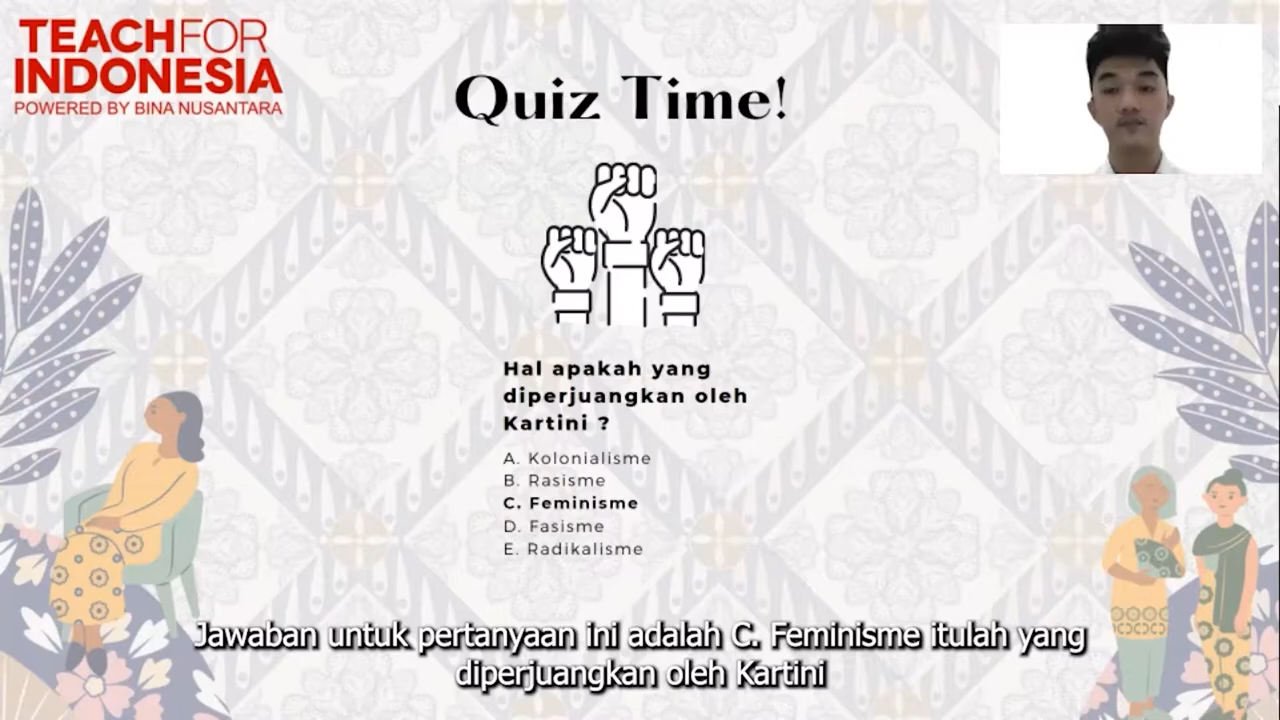 TEACHFOR
INDONESIA
POWERED BY BINA NUSANTARA
Quiz Time!
Hal apakah yang
diperjuangkan oleh
Kartini ?
A. Kolonialisme
B. Rasisme
C. Feminisme
D. Fasisme
E. Radikalisme
Jawaban untuk pertanyaan ini adalah C. Feminisme itulah yang
diperjuangkan oleh Kartini